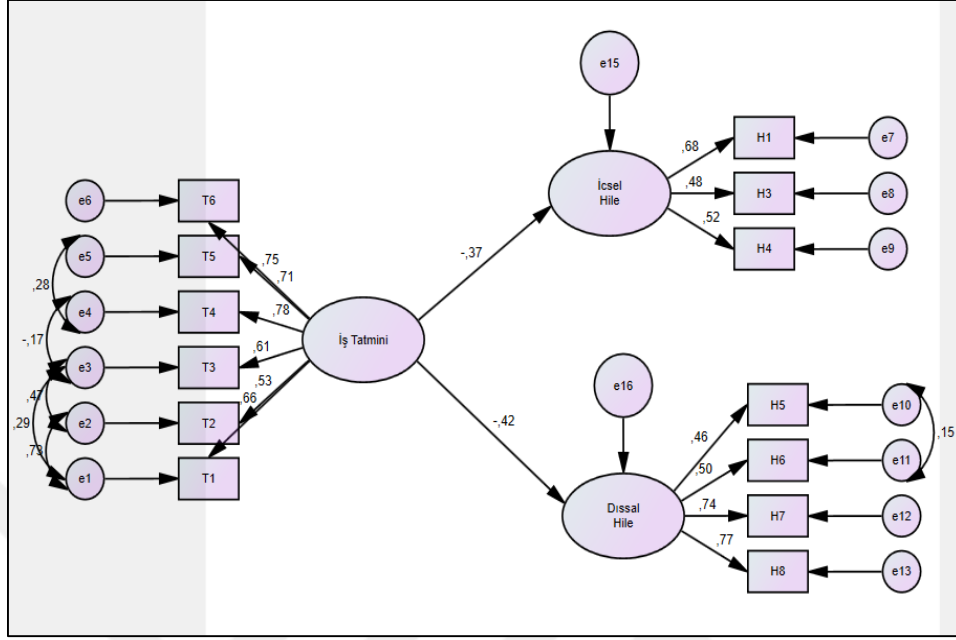 e15
e7
H1
,68
e6
T6
İcsel
Hile
,48
H3
e8
,52
e5
T5
,75
-,37
H4
e9
,71
,28
e4
T4
,78
-,17
İş Tatmini
,61
e3
T3
e16
,53
,47
,66
H5
e10
,29
e2
T2
-,42
,46
,15
,73
,50
H6
e11
e1
T1
Dıssal
Hile
,74
H7
e12
,77
H8
e13